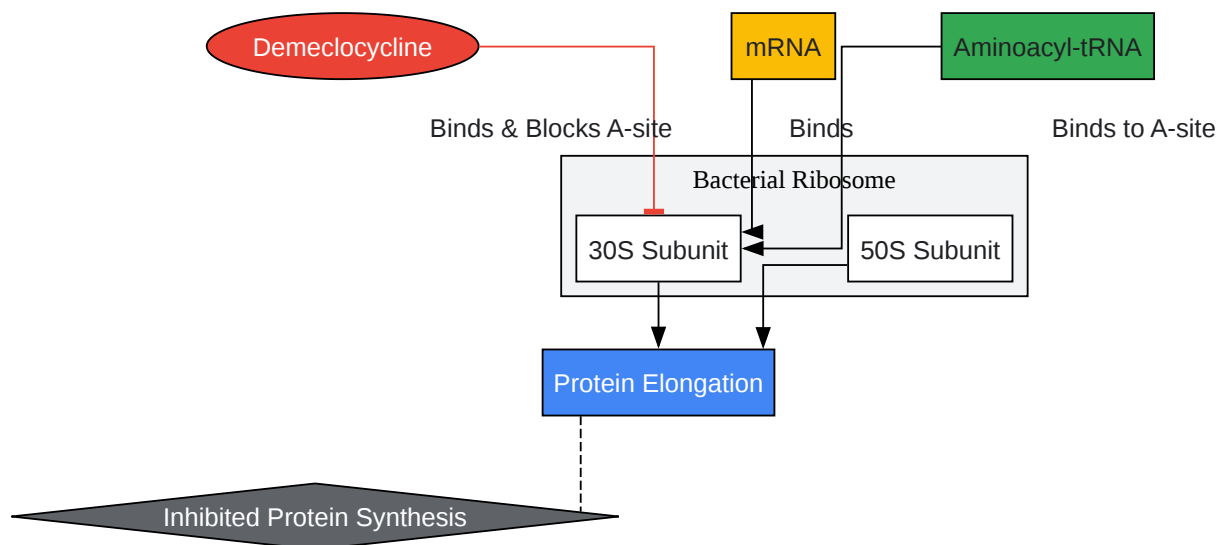 Demeclocycline
mRNA
Aminoacyl-tRNA
Binds & Blocks A-site
Binds
Binds to A-site
Bacterial Ribosome
30S Subunit
50S Subunit
Protein Elongation
Inhibited Protein Synthesis